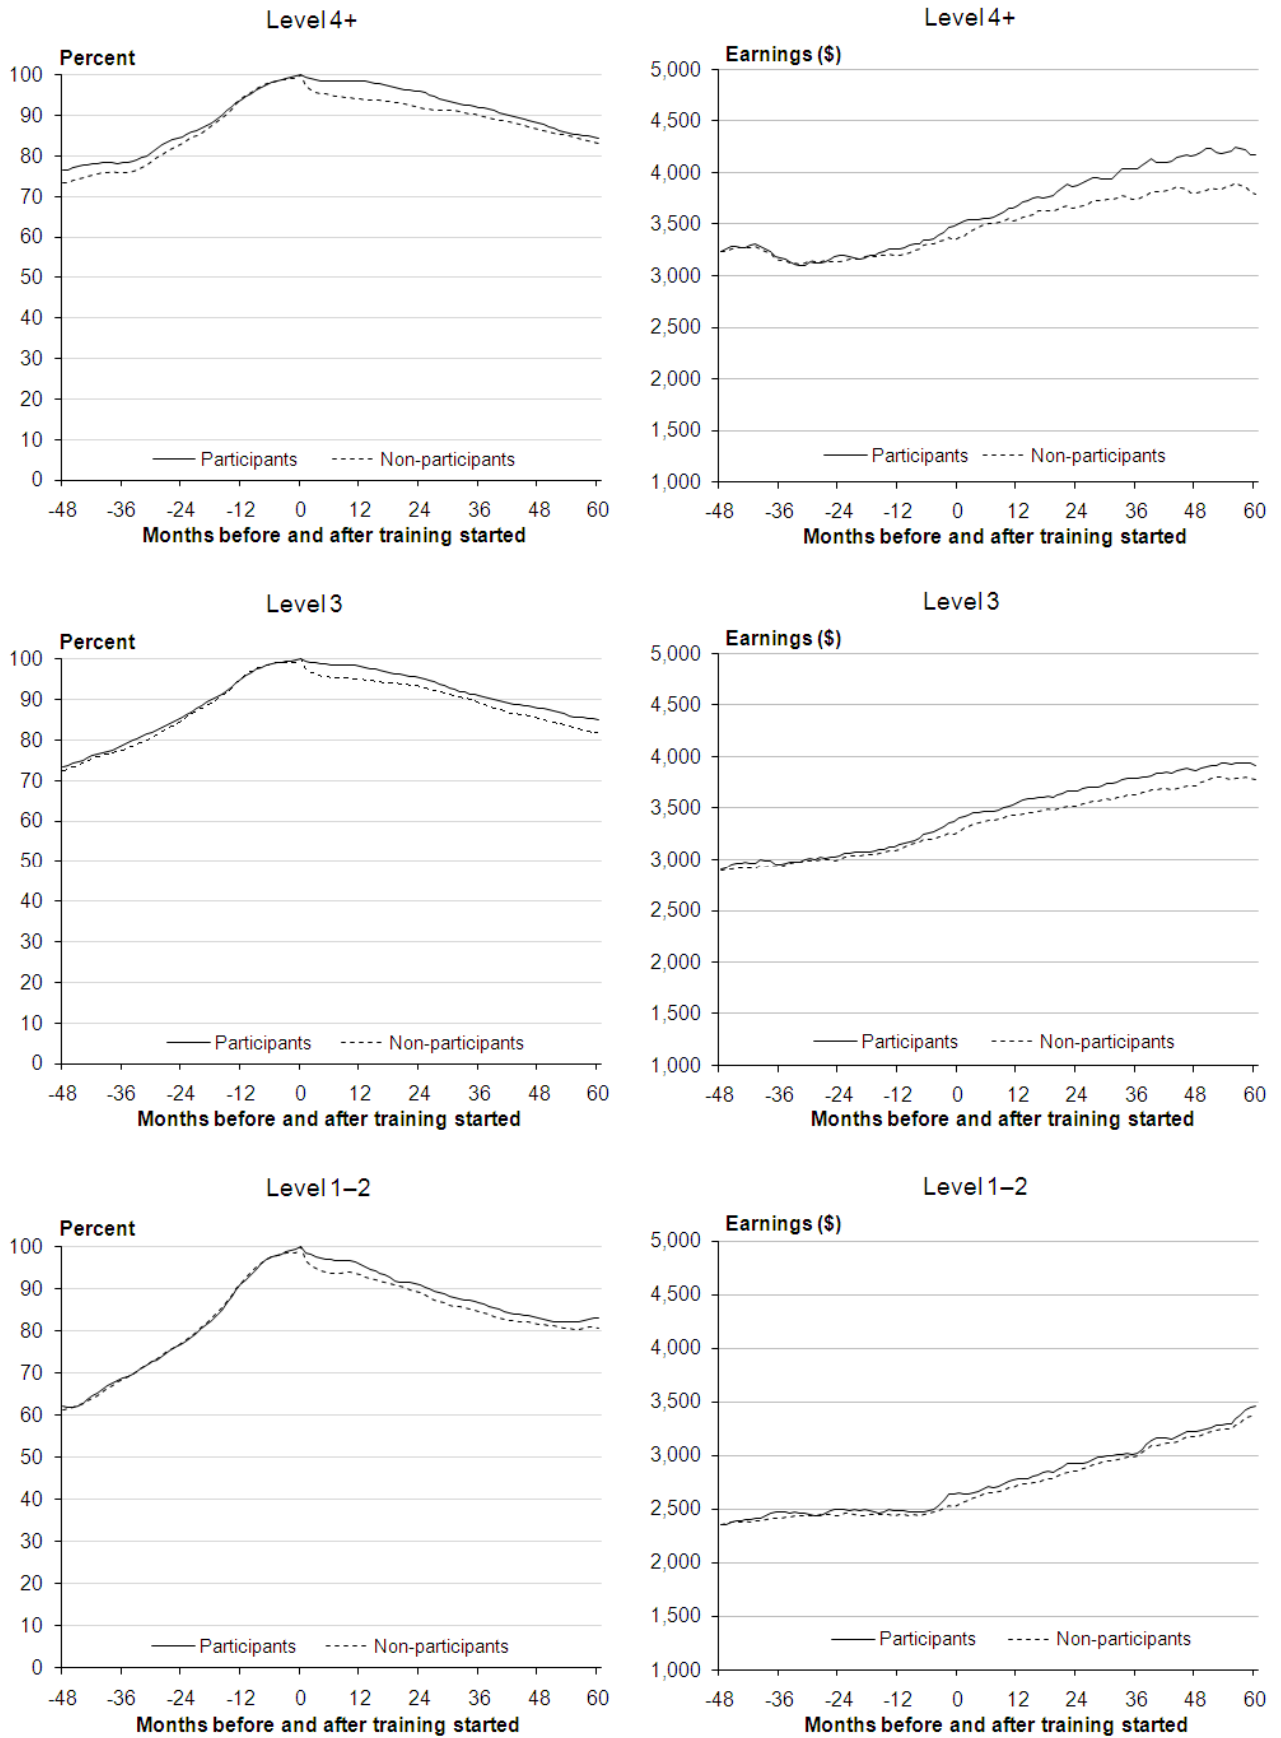 Level 4+
Percent
100
90
80
70
60
50
40
30
20
10
0
Participants Non-participants
-48 -36 -24 -12 0 12 24 36 48 60
Months before and after training started
Level 4+
Earnings ($)
5,000
4,500
4,000
3,500
3,000
2,500
2,000
1,500
1,000
Participants Non-participants
-48 -36 -24 -12 0 12 24 36 48 60
Months before and after training started
Level 3
Percent
100
90
80
70
60
50
40
30
20
10
0
Participants Non-participants
-48 -36 -24 -12 0 12 24 36 48 60
Months before and after training started
Level 3
Earnings ($)
5,000
4,500
4,000
3,500
3,000
2,500
2,000
1,500
1,000
Participants Non-participants
-48 -36 -24 -12 0 12 24 36 48 60
Months before and after training started
Level 1–2
Percent
100
90
80
70
60
50
40
30
20
10
0
Participants Non-participants
-48 -36 -24 -12 0 12 24 36 48 60
Months before and after training started
Level 1–2
Earnings ($)
5,000
4,500
4,000
3,500
3,000
2,500
2,000
1,500
1,000
Participants Non-participants
-48 -36 -24 -12 0 12 24 36 48 60
Months before and after training started